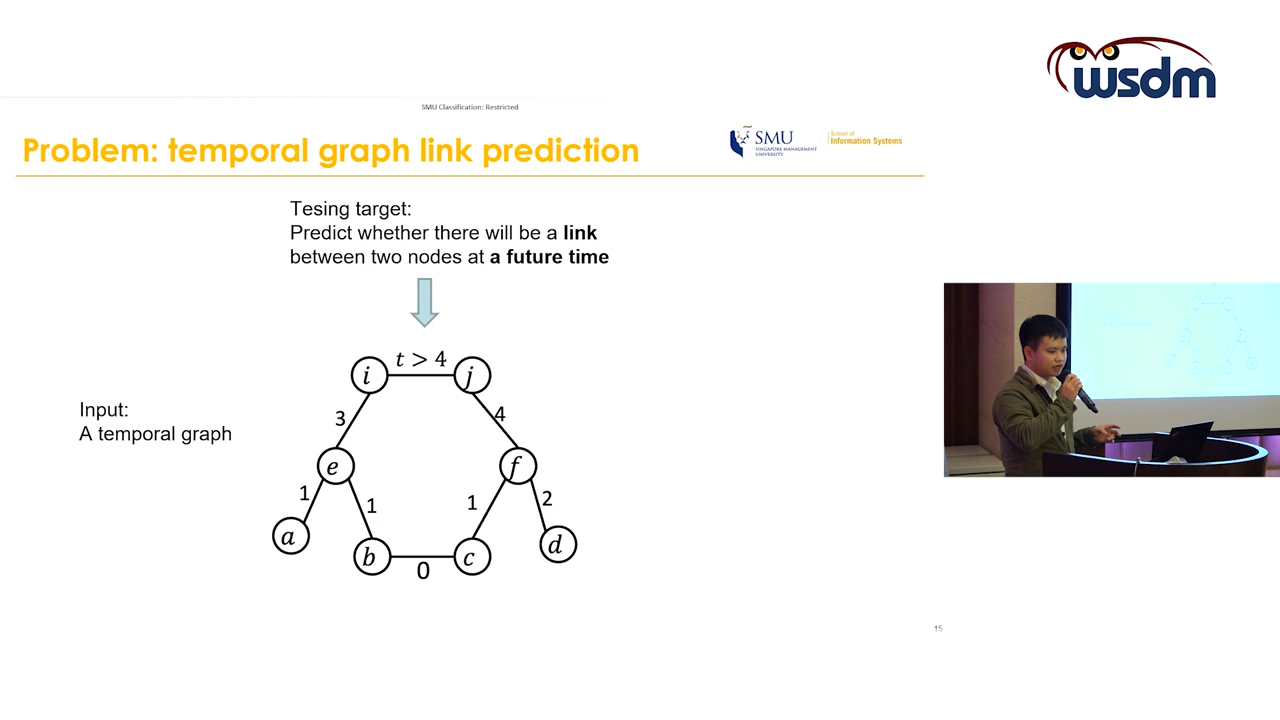 wsdm
SMU Classification: Restricted
Problem: temporal graph link prediction
SMU
SINGAPORE MANAGEMENT
UNIVERSITY
School of
Information Systems
Tesing target:
Predict whether there will be a link
between two nodes at a future time
i
t > 4
j
Input:
A temporal graph
3
4
e
f
1
1
1
2
a
b
c
d
0
15